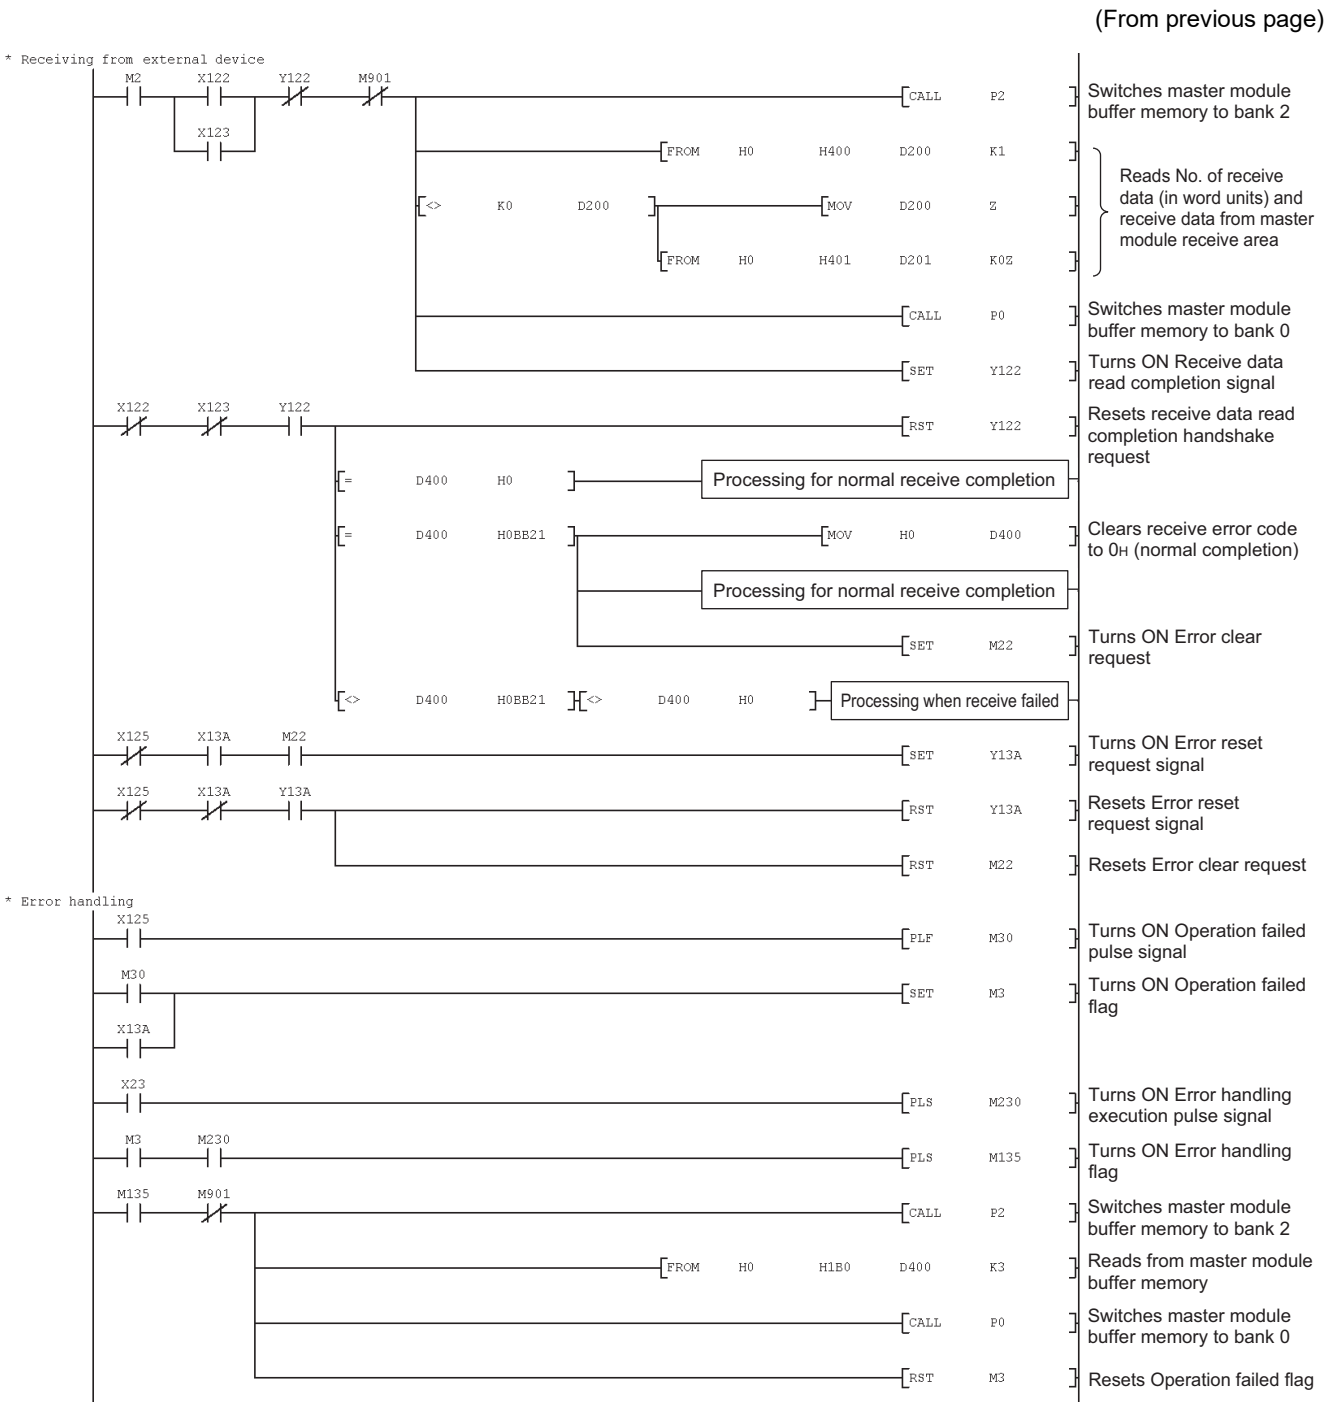 (From previous page)
* Receiving from external device
M2 X122 Y122 M901
CALL P2
Switches master module
buffer memory to bank 2
X123
FROM H0 H400 D200 K1
Reads No. of receive
data (in word units) and
receive data from master
module receive area
<> K0 D200
MOV D200 Z
FROM H0 H401 D201 K0Z
CALL P0
Switches master module
buffer memory to bank 0
SET Y122
Turns ON Receive data
read completion signal
X122 X123 Y122
RST Y122
Resets receive data read
completion handshake
request
= D400 H0
Processing for normal receive completion
= D400 H0BB21
MOV H0 D400
Clears receive error code
to 0H (normal completion)
Processing for normal receive completion
SET M22
Turns ON Error clear
request
<> D400 H0BB21 <> D400 H0
Processing when receive failed
X125 X13A M22
SET Y13A
Turns ON Error reset
request signal
X125 X13A Y13A
RST Y13A
Resets Error reset
request signal
RST M22
Resets Error clear request
* Error handling
X125
PLF M30
Turns ON Operation failed
pulse signal
M30
SET M3
Turns ON Operation failed
flag
X13A
X23
PLS M230
Turns ON Error handling
execution pulse signal
M3 M230
PLS M135
Turns ON Error handling
flag
M135 M901
CALL P2
Switches master module
buffer memory to bank 2
FROM H0 H1B0 D400 K3
Reads from master module
buffer memory
CALL P0
Switches master module
buffer memory to bank 0
RST M3
Resets Operation failed flag